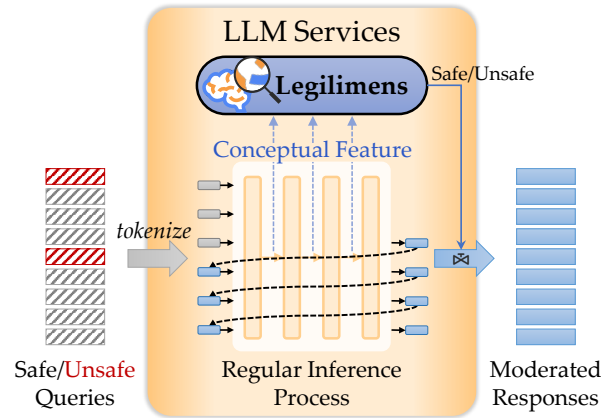 LLM Services
Legilimens
Safe/Unsafe
Conceptual Feature
tokenize
Safe/Unsafe
Queries
Regular Inference
Process
Moderated
Responses